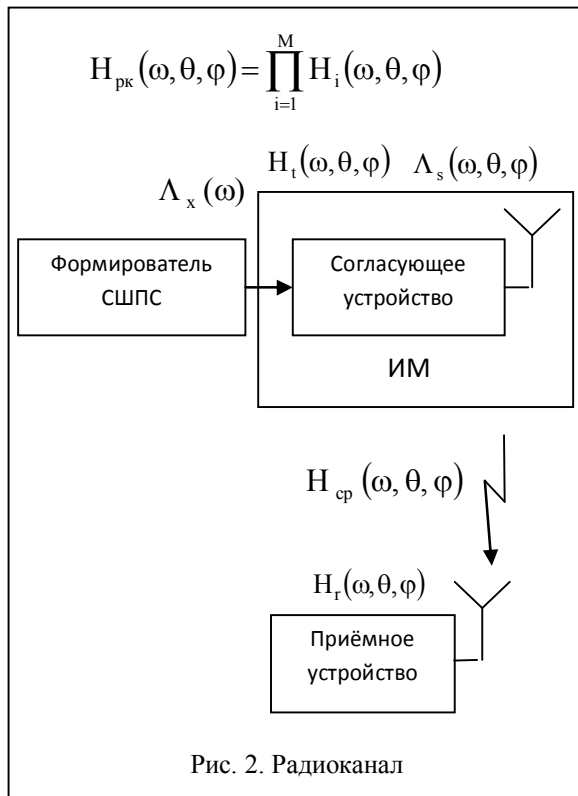 H_рк(ω, θ, φ) = ∏_{i=1}^{M} H_i(ω, θ, φ)
H_t(ω, θ, φ) Λ_s(ω, θ, φ)
Λ_x(ω)
Формирователь
СШПС
Согласующее
устройство
ИМ
H_ср(ω, θ, φ)
H_r(ω, θ, φ)
Приёмное
устройство
Рис. 2. Радиоканал